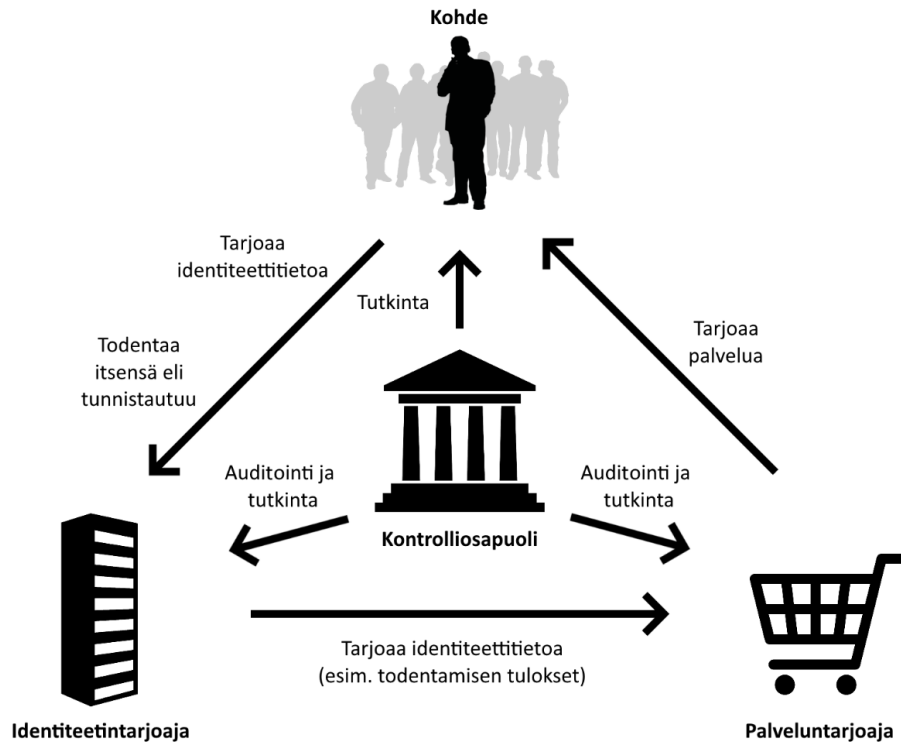 Kohde
Tarjoaa
identiteettitietoa
Tutkinta
Todentaa
itsensä eli
tunnistautuu
Tarjoaa
palvelua
Auditointi ja
tutkinta
Auditointi ja
tutkinta
Kontrolliosapuoli
Tarjoaa identiteettitietoa
(esim. todentamisen tulokset)
Identiteetintarjoaja
Palveluntarjoaja